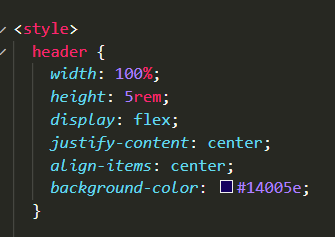 <style>
header {
width: 100%;
height: 5rem;
display: flex;
justify-content: center;
align-items: center;
background-color: #14005e;
}